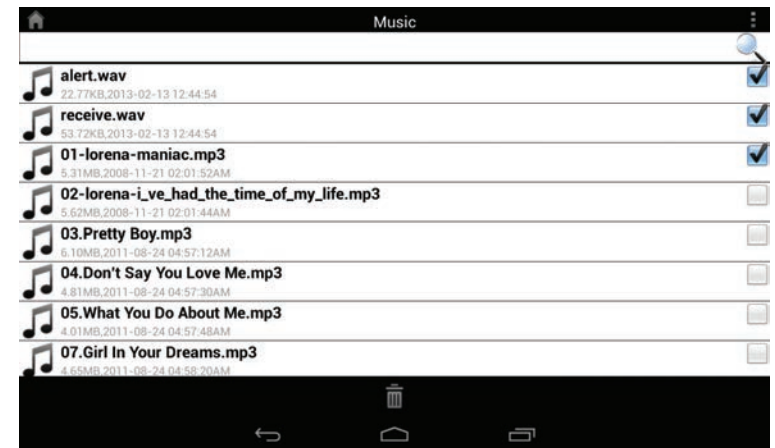 Music
alert.wav
22.77KB,2013-02-13 12:44:54
receive.wav
53.72KB,2013-02-13 12:44:54
01-lorena-maniac.mp3
5.31MB,2008-11-21 02:01:52AM
02-lorena-i_ve_had_the_time_of_my_life.mp3
5.62MB,2008-11-21 02:01:44AM
03.Pretty Boy.mp3
6.10MB,2011-08-24 04:57:12AM
04.Don't Say You Love Me.mp3
4.81MB,2011-08-24 04:57:30AM
05.What You Do About Me.mp3
4.01MB,2011-08-24 04:57:48AM
07.Girl In Your Dreams.mp3
4.65MB,2011-08-24 04:58:20AM